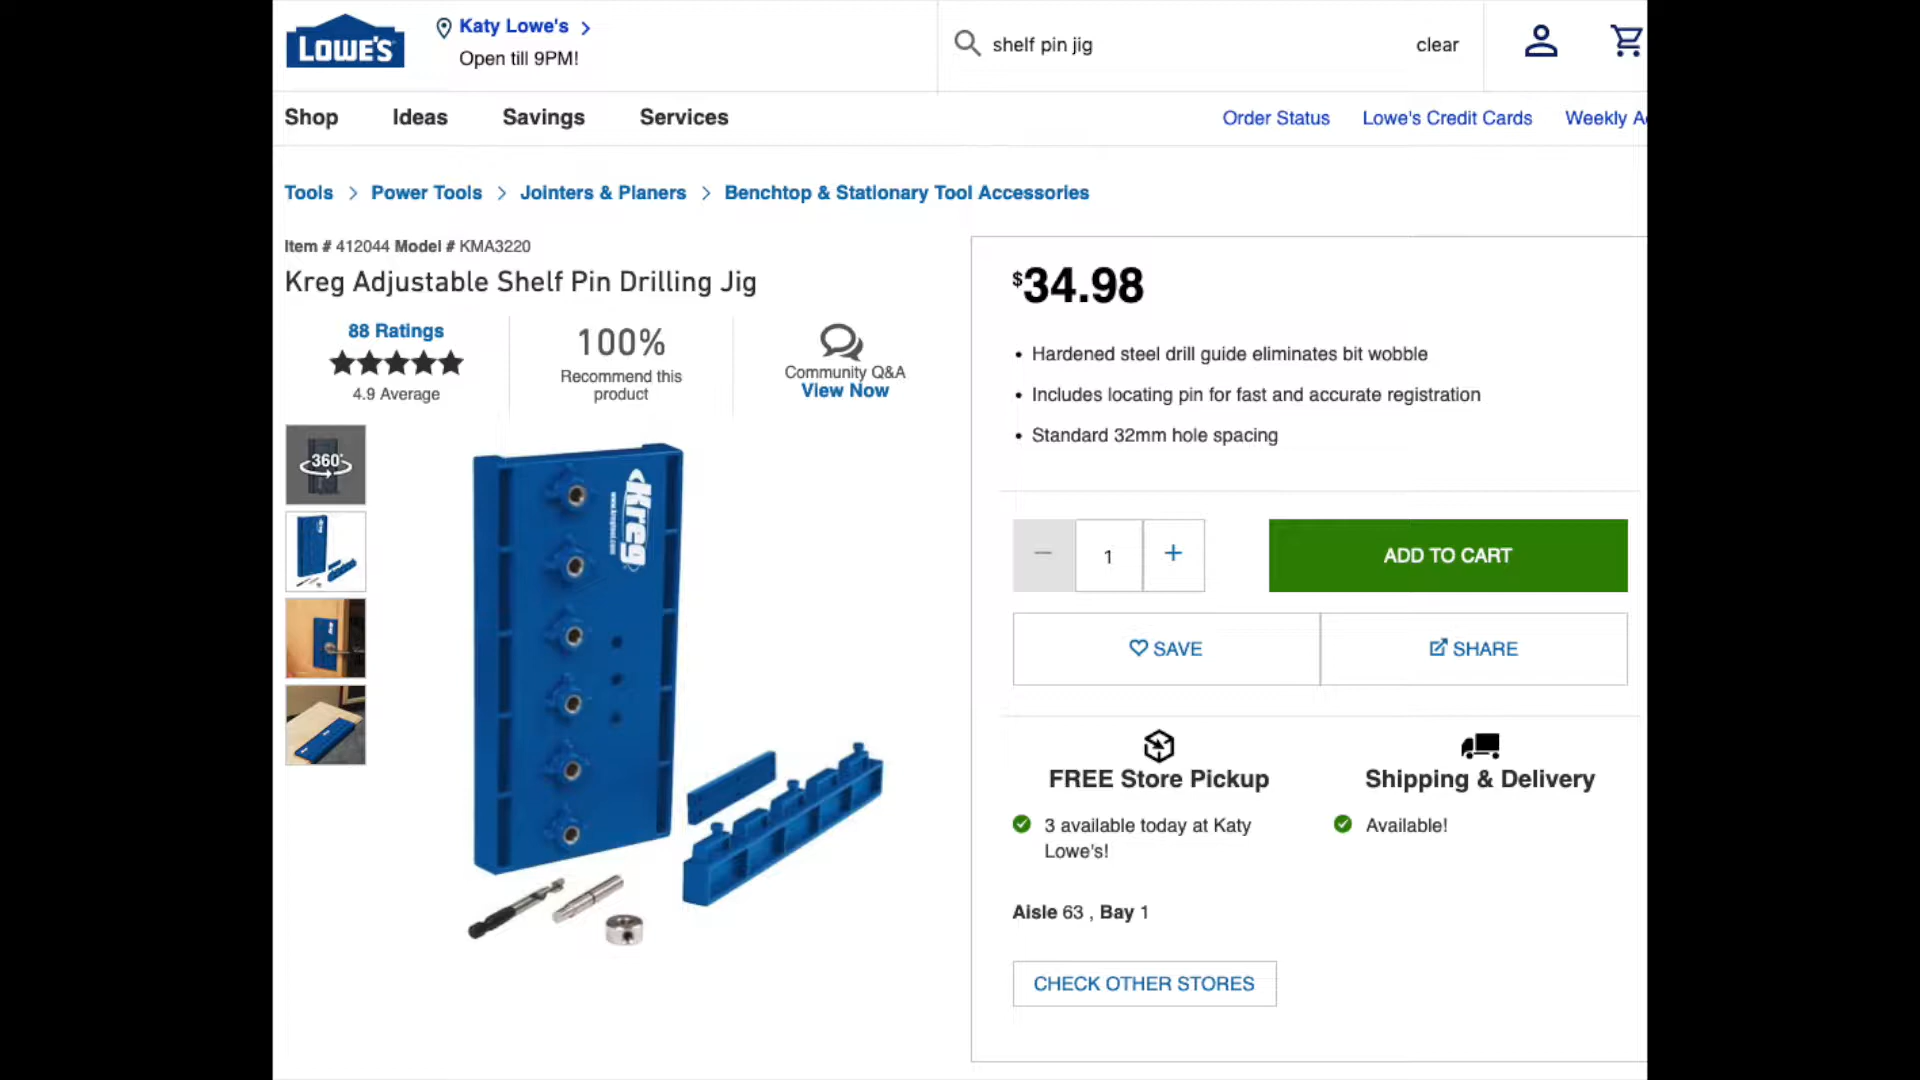 LOWE'S
Katy Lowe's
Open till 9PM!
shelf pin jig
clear
Shop
Ideas
Savings
Services
Order Status
Lowe's Credit Cards
Weekly A
Tools > Power Tools > Jointers & Planers > Benchtop & Stationary Tool Accessories
Item # 412044 Model # KMA3220
Kreg Adjustable Shelf Pin Drilling Jig
88 Ratings
4.9 Average
100%
Recommend this
product
Community Q&A
View Now
360°
Kreg
$34.98
• Hardened steel drill guide eliminates bit wobble
• Includes locating pin for fast and accurate registration
• Standard 32mm hole spacing
1
+
ADD TO CART
SAVE
SHARE
FREE Store Pickup
3 available today at Katy
Lowe's!
Shipping & Delivery
Available!
Aisle 63 , Bay 1
CHECK OTHER STORES